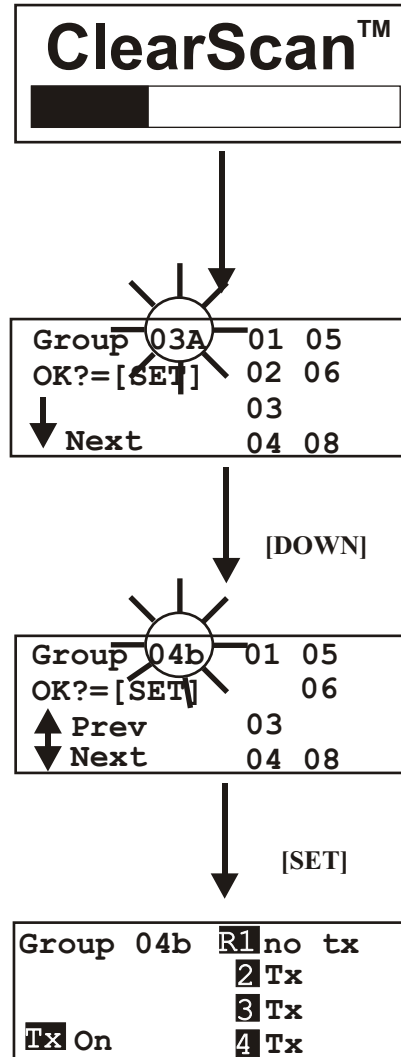 ClearScan™
Group 03A 01 05
OK?=[SET] 02 06
03
Next 04 08
[DOWN]
Group 04b 01 05
OK?=[SET] 06
Prev 03
Next 04 08
[SET]
Group 04b R1 no tx
2 Tx
3 Tx
Tx On 4 Tx